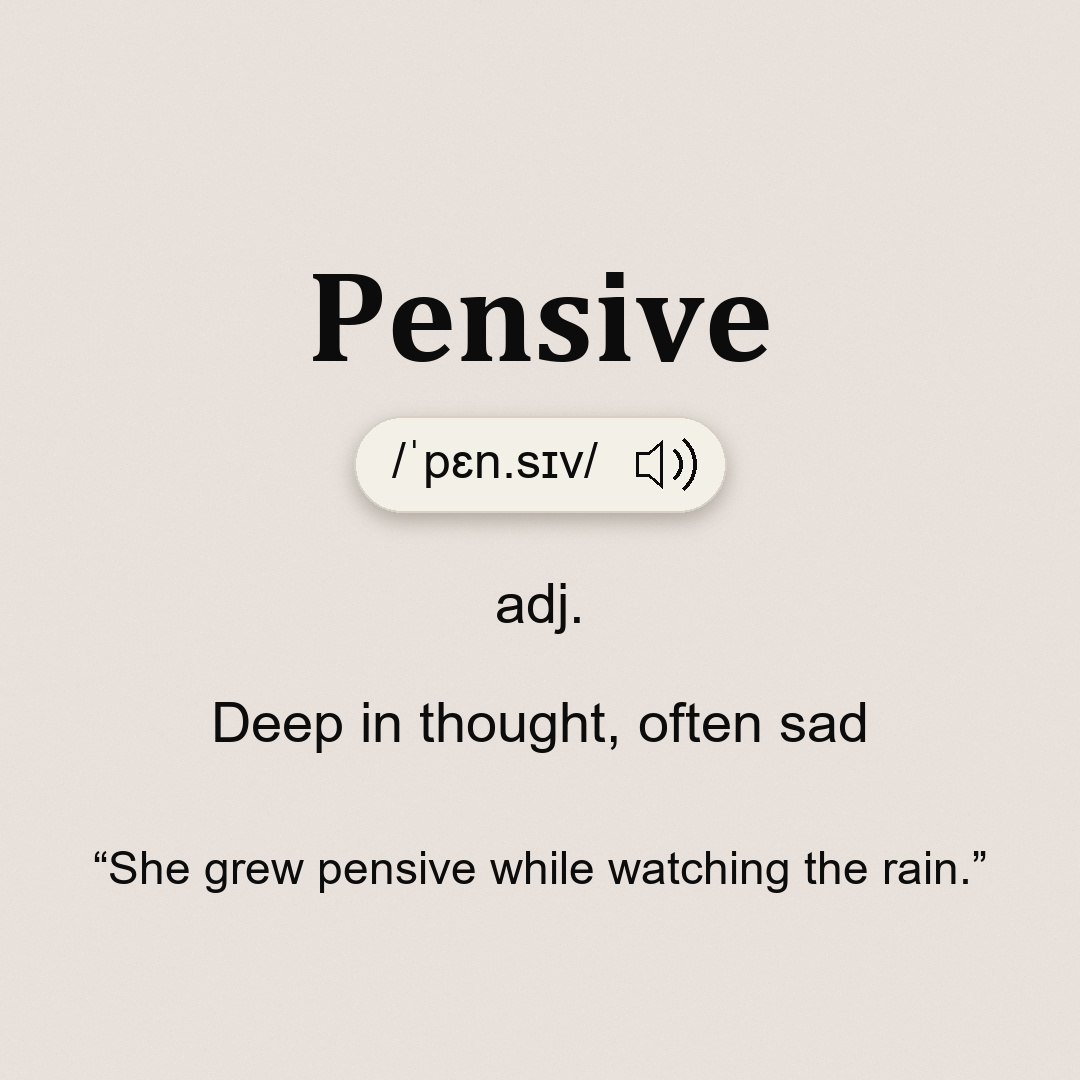 Pensive
/ˈpɛn.sɪv/
adj.
Deep in thought, often sad
“She grew pensive while watching the rain.”